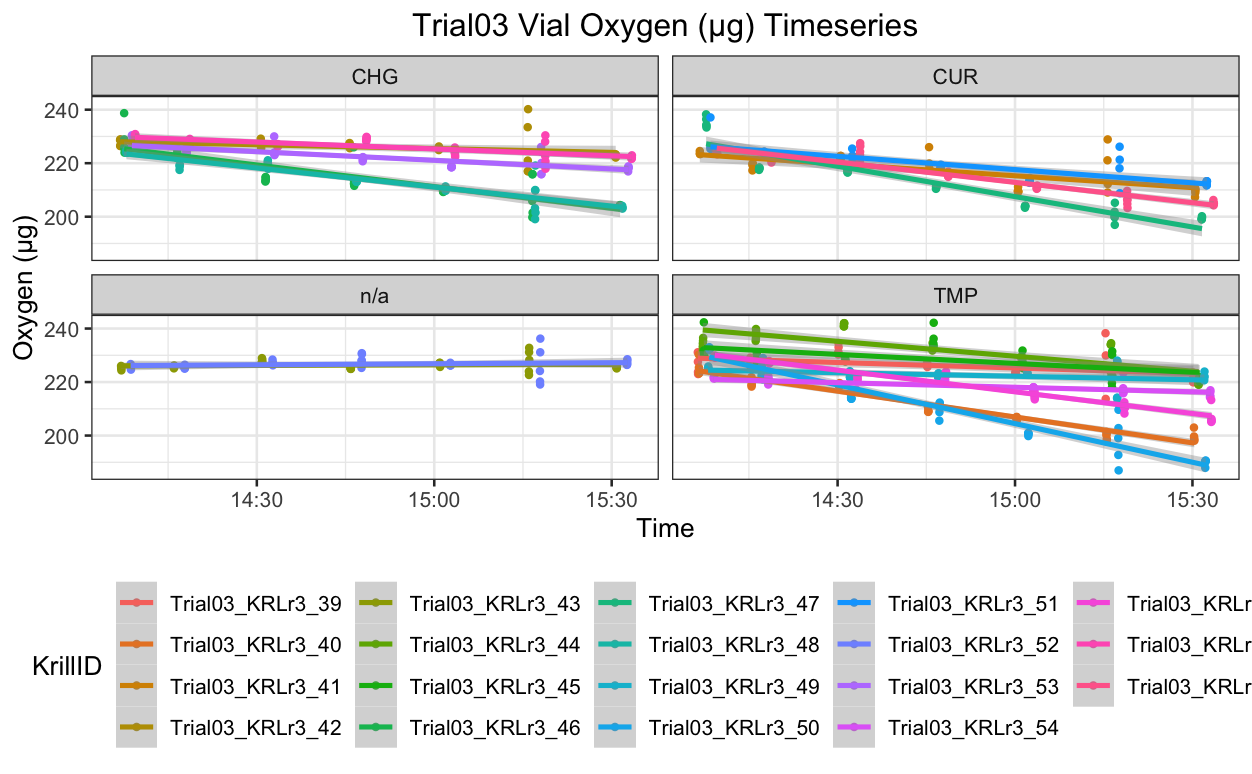 Trial03 Vial Oxygen (µg) Timeseries
CHG
CUR
240
220
200
n/a
TMP
240
220
200
Oxygen (µg)
14:30
15:00
15:30
14:30
15:00
15:30
Time
KrillID
Trial03_KRLr3_39
Trial03_KRLr3_40
Trial03_KRLr3_41
Trial03_KRLr3_42
Trial03_KRLr3_43
Trial03_KRLr3_44
Trial03_KRLr3_45
Trial03_KRLr3_46
Trial03_KRLr3_47
Trial03_KRLr3_48
Trial03_KRLr3_49
Trial03_KRLr3_50
Trial03_KRLr3_51
Trial03_KRLr3_52
Trial03_KRLr3_53
Trial03_KRLr3_54
Trial03_KRLr
Trial03_KRLr
Trial03_KRLr